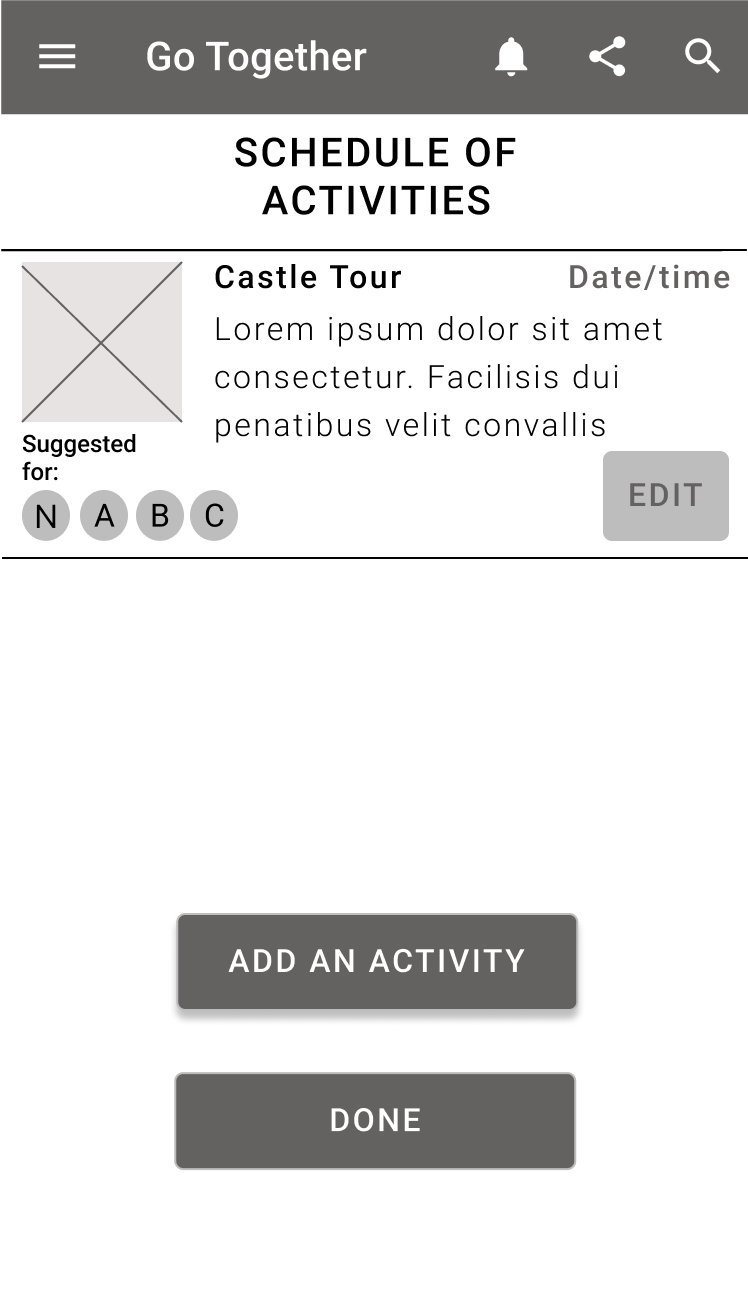 Go Together
SCHEDULE OF
ACTIVITIES
Castle Tour
Date/time
Lorem ipsum dolor sit amet
consectetur. Facilisis dui
penatibus velit convallis
Suggested
for:
N A B C
EDIT
ADD AN ACTIVITY
DONE